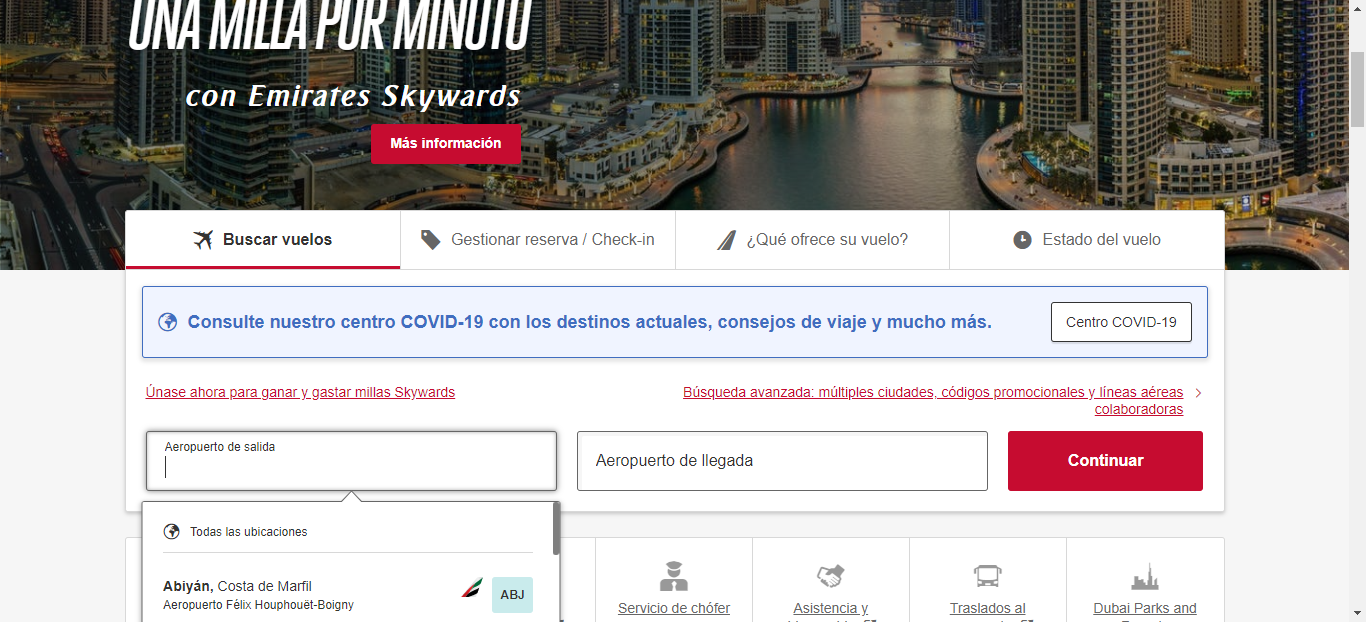 UNA MILLA POR MINUTO
con Emirates Skywards
Más información
Buscar vuelos
Gestionar reserva / Check-in
¿Qué ofrece su vuelo?
Estado del vuelo
Consulte nuestro centro COVID-19 con los destinos actuales, consejos de viaje y mucho más.
Centro COVID-19
Únase ahora para ganar y gastar millas Skywards
Búsqueda avanzada: múltiples ciudades, códigos promocionales y líneas aéreas
colaboradoras
Aeropuerto de salida
Aeropuerto de llegada
Continuar
Todas las ubicaciones
Abiyán, Costa de Marfil
Aeropuerto Félix Houphouët-Boigny
ABJ
Servicio de chófer
Asistencia y
Traslados al
Dubai Parks and